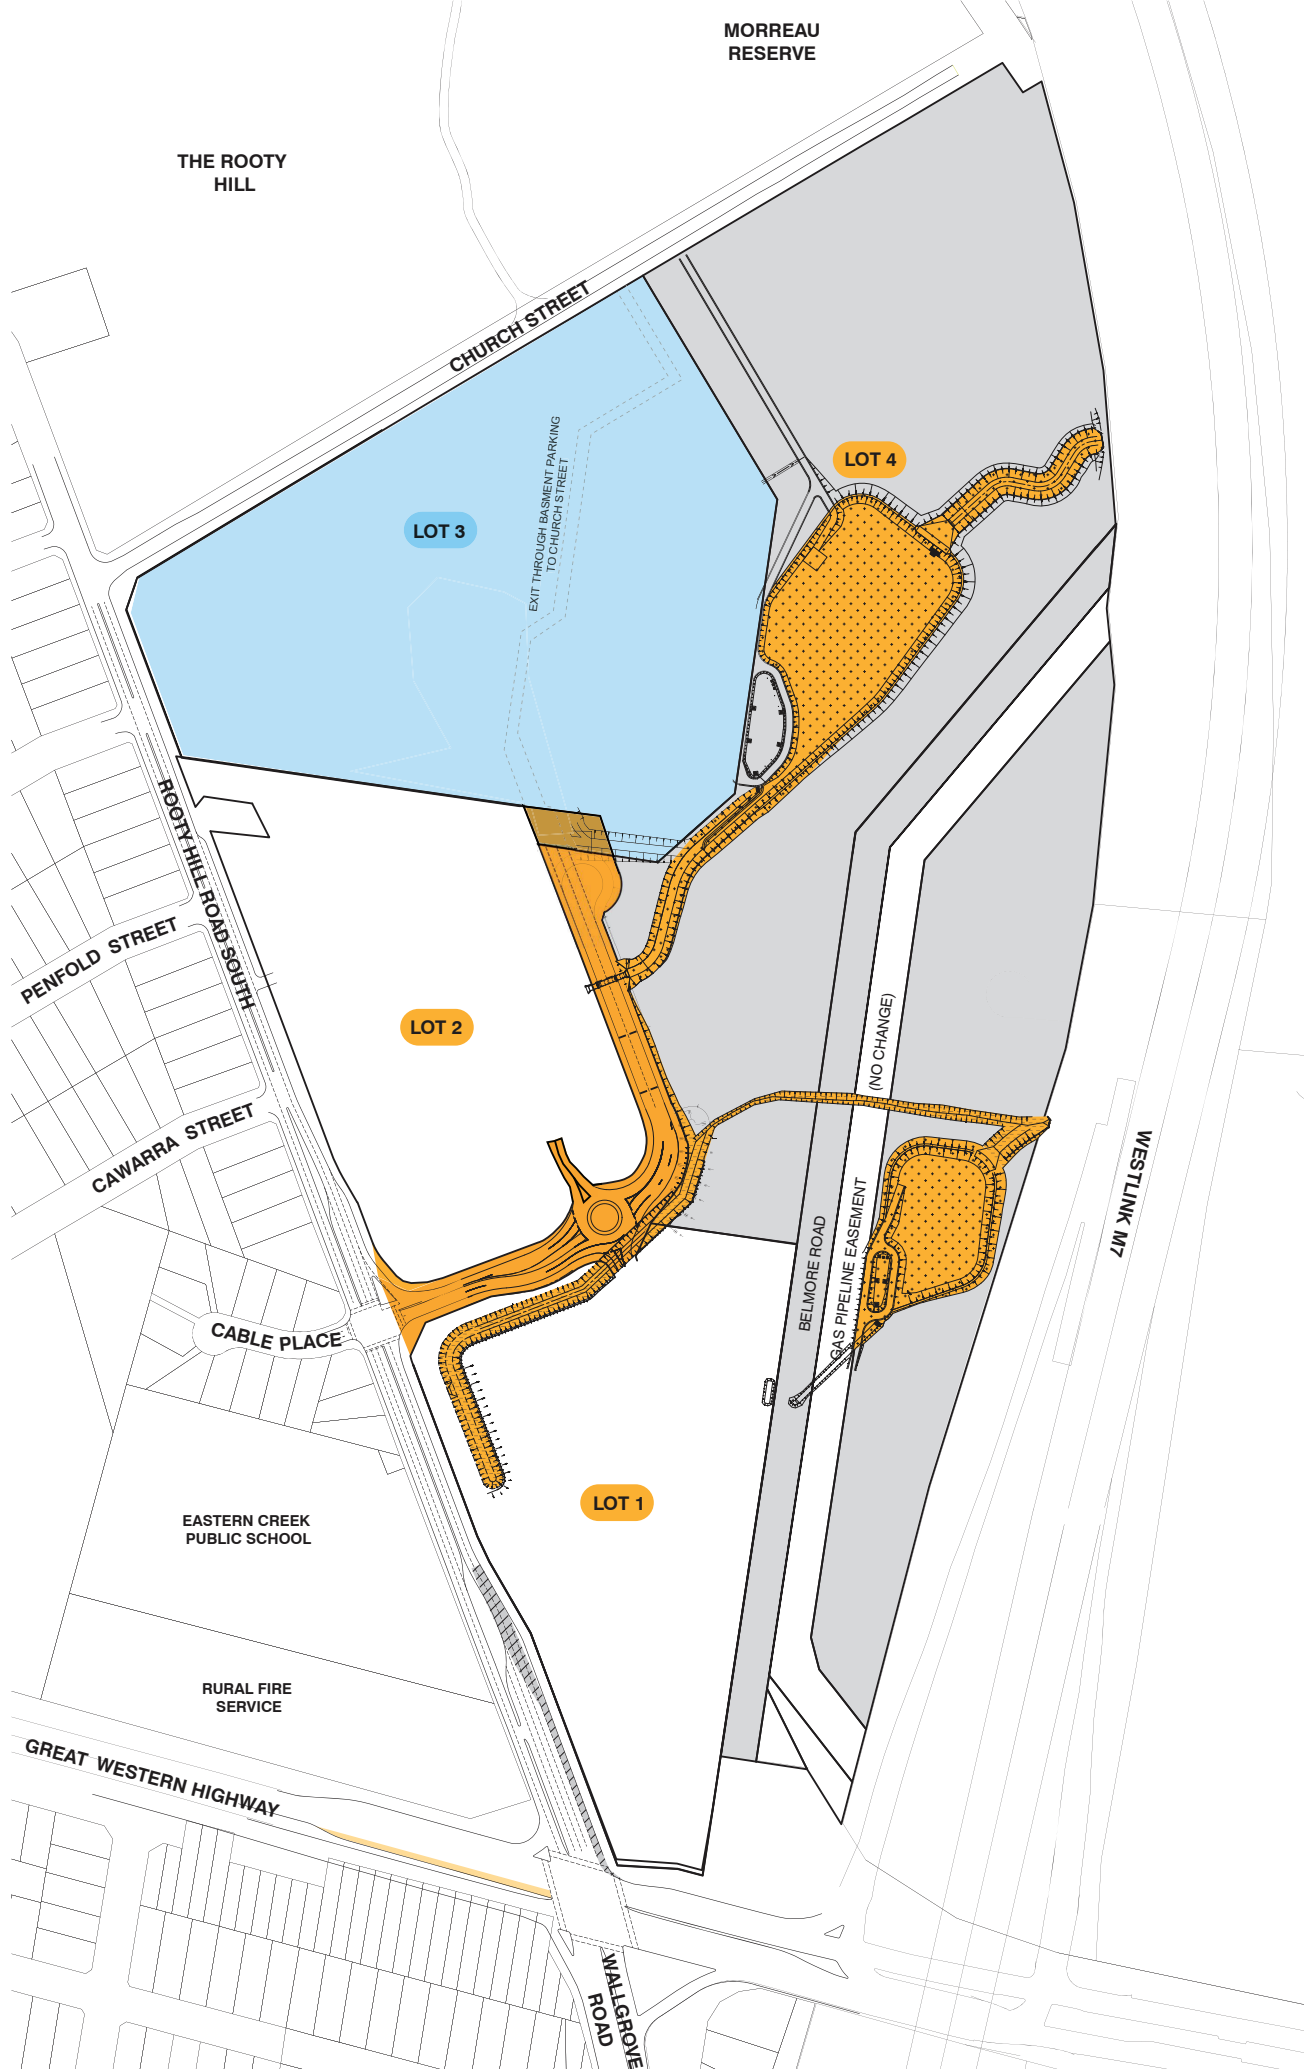 MORREAU
RESERVE
THE ROOTY
HILL
CHURCH STREET
LOT 4
LOT 3
EXIT THROUGH BASMENT PARKING
TO CHURCH STREET
ROOTY HILL ROAD SOUTH
PENFOLD STREET
LOT 2
(NO CHANGE)
CAWARRA STREET
WESTLINK M7
BELMORE ROAD
GAS PIPELINE EASEMENT
CABLE PLACE
LOT 1
EASTERN CREEK
PUBLIC SCHOOL
RURAL FIRE
SERVICE
GREAT WESTERN HIGHWAY
WALLGROVE
ROAD